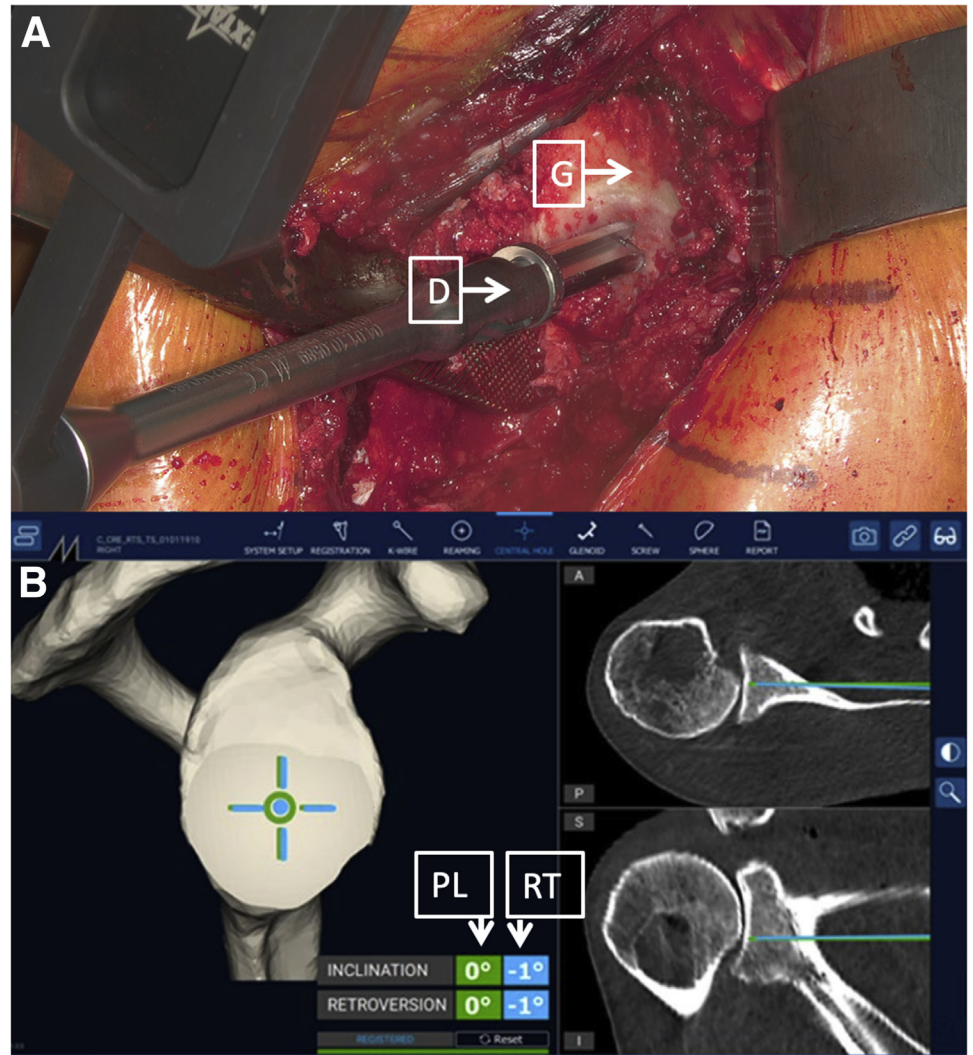 A
G
D
C_CRE_RTS_TS_01011910
RIGHT
SYSTEM SETUP
REGISTRATION
K-WIRE
REAMING
CENTRAL HOLE
GLENOID
SCREW
SPHERE
REPORT
B
A
P
S
I
PL
RT
INCLINATION 0° -1°
RETROVERSION 0° -1°
REGISTERED
Reset